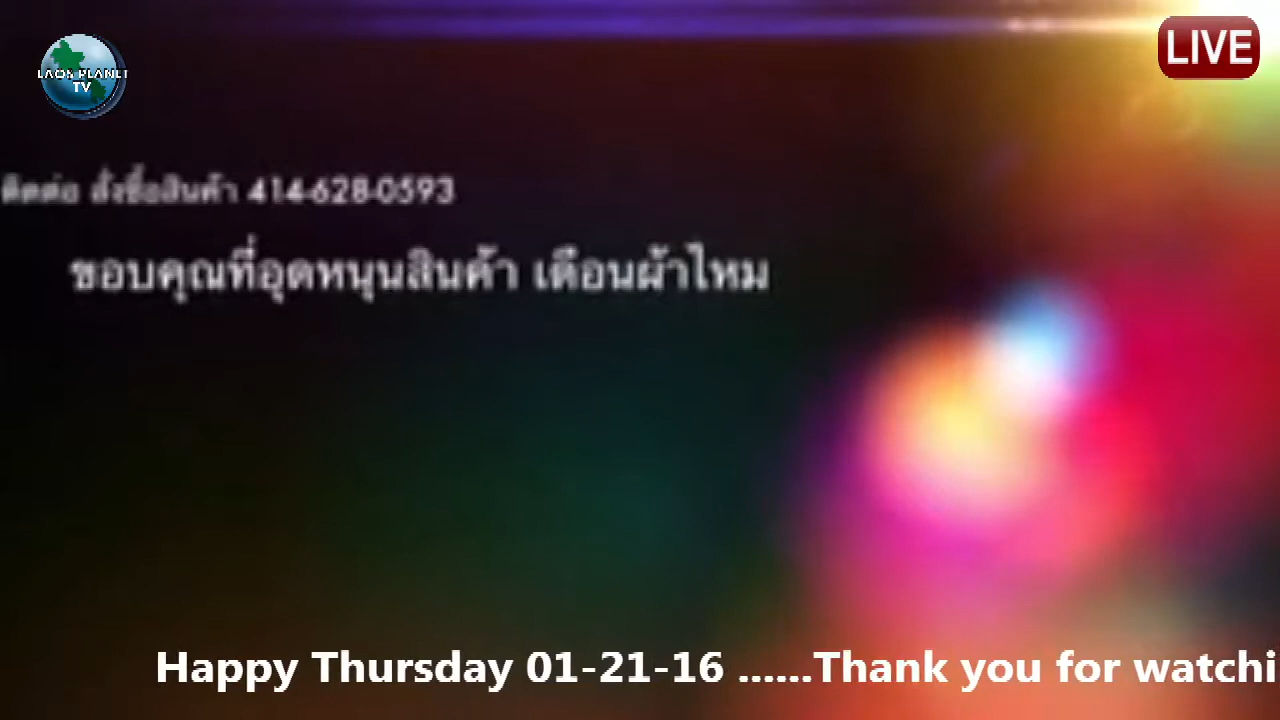 LAOS PLANET
TV
LIVE
ติดต่อ สั่งซื้อสินค้า 414-628-0593
ขอบคุณที่อุดหนุนสินค้า เดือนผ้าไหม
Happy Thursday 01-21-16 ......Thank you for watchi